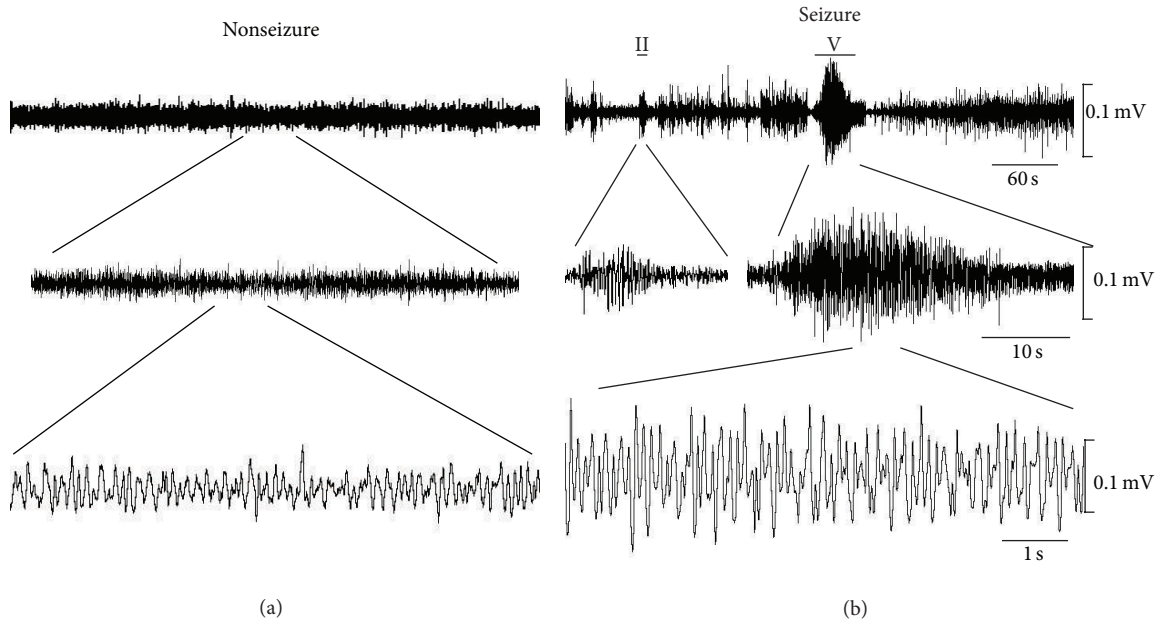 Nonseizure
Seizure
II
V
0.1 mV
60 s
0.1 mV
10 s
0.1 mV
1 s
(a)
(b)